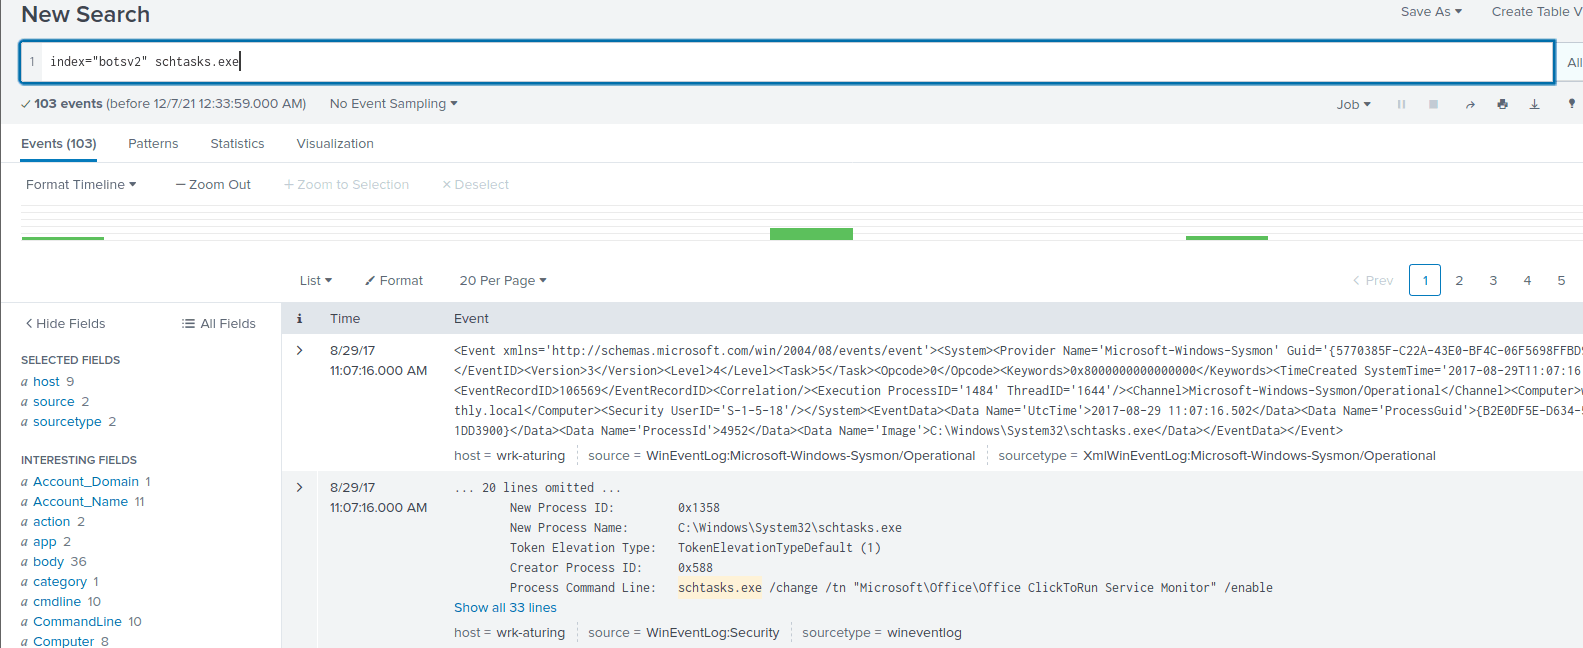 New Search
Save As
Create Table V
1 index="botsv2" schtasks.exe
All
103 events (before 12/7/21 12:33:59.000 AM)
No Event Sampling
Job
Events (103)
Patterns
Statistics
Visualization
Format Timeline
— Zoom Out
+ Zoom to Selection
× Deselect
List
Format
20 Per Page
< Prev
1
2
3
4
5
< Hide Fields
All Fields
i
Time
Event
SELECTED FIELDS
a host 9
a source 2
a sourcetype 2
INTERESTING FIELDS
a Account_Domain 1
a Account_Name 11
a action 2
a app 2
a body 36
a category 1
a cmdline 10
a CommandLine 10
a Computer 8
8/29/17
11:07:16.000 AM
<Event xmlns='http://schemas.microsoft.com/win/2004/08/events/event'><System><Provider Name='Microsoft-Windows-Sysmon' Guid='{5770385F-C22A-43E0-BF4C-06F5698FFBD9
</EventID><Version>3</Version><Level>4</Level><Task>5</Task><Opcode>0</Opcode><Keywords>0x8000000000000000</Keywords><TimeCreated SystemTime='2017-08-29T11:07:16
<EventRecordID>106569</EventRecordID><Correlation/><Execution ProcessID='1484' ThreadID='1644'/><Channel>Microsoft-Windows-Sysmon/Operational</Channel><Computer>w
thly.local</Computer><Security UserID='S-1-5-18'/></System><EventData><Data Name='UtcTime'>2017-08-29 11:07:16.502</Data><Data Name='ProcessGuid'>{B2E0DF5E-D634-5
1DD3900}</Data><Data Name='ProcessId'>4952</Data><Data Name='Image'>C:\Windows\System32\schtasks.exe</Data></EventData></Event>
host = wrk-aturing
source = WinEventLog:Microsoft-Windows-Sysmon/Operational
sourcetype = XmlWinEventLog:Microsoft-Windows-Sysmon/Operational
8/29/17
11:07:16.000 AM
... 20 lines omitted ...
New Process ID: 0x1358
New Process Name: C:\Windows\System32\schtasks.exe
Token Elevation Type: TokenElevationTypeDefault (1)
Creator Process ID: 0x588
Process Command Line: schtasks.exe /change /tn "Microsoft\Office\Office ClickToRun Service Monitor" /enable
Show all 33 lines
host = wrk-aturing
source = WinEventLog:Security
sourcetype = wineventlog